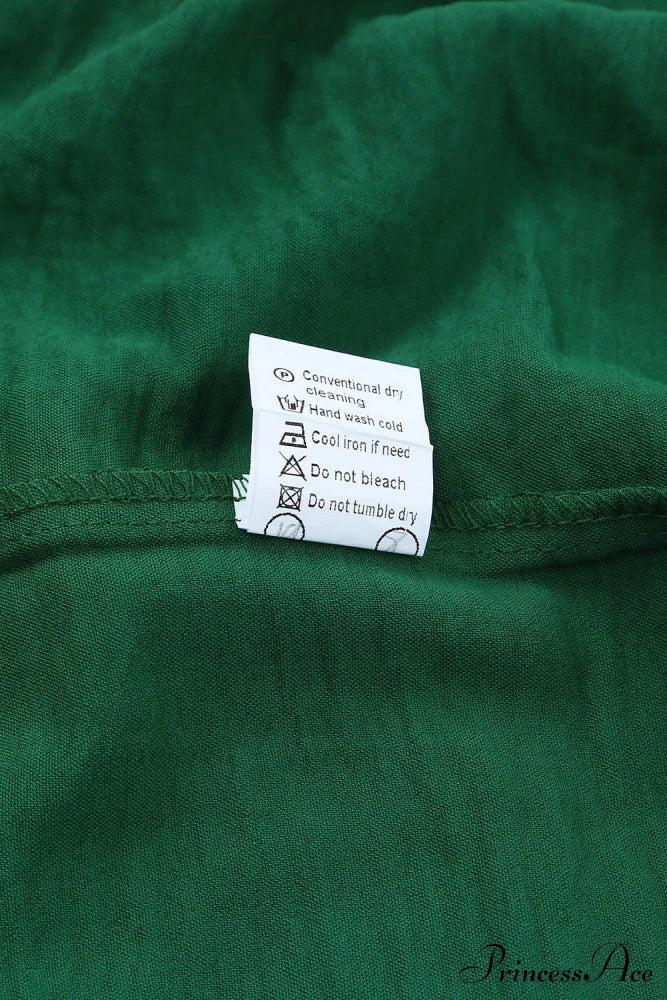 P Conventional dry
cleaning
Hand wash cold
Cool iron if need
Do not bleach
Do not tumble dry
Princess.Ace